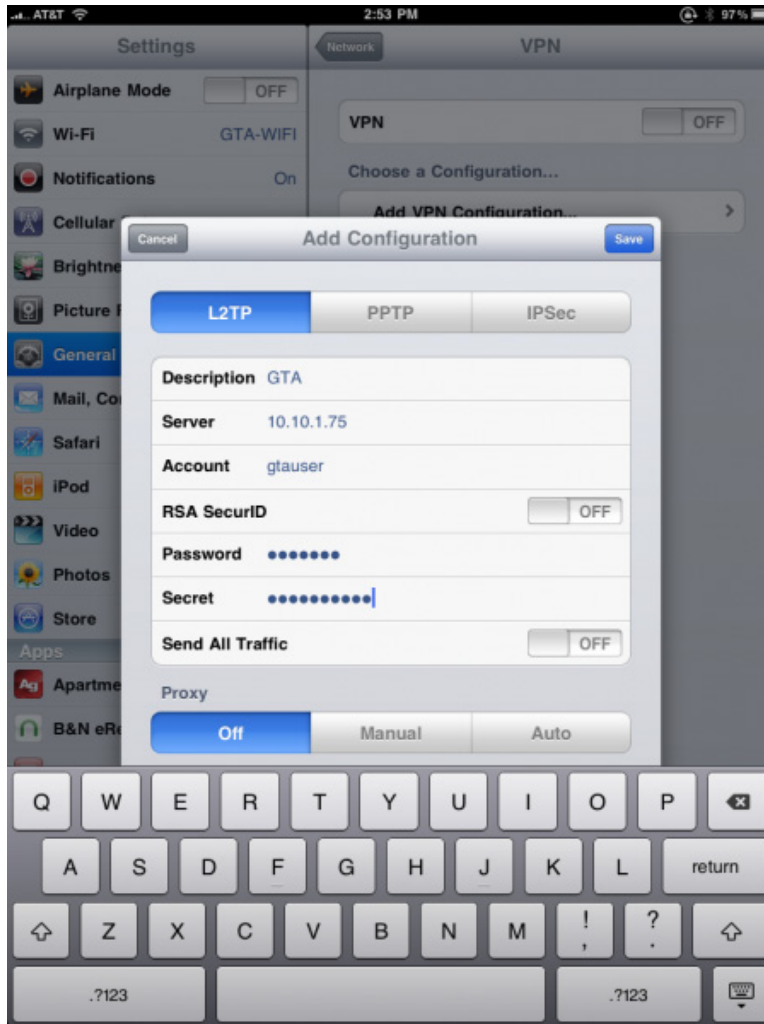 AT&T 2:53 PM 97%
Settings
Network VPN
Airplane Mode OFF
Wi-Fi GTA-WIFI
Notifications On
Cellular
Brightne
Picture F
General
Mail, Co
Safari
iPod
Video
Photos
Store
Apps
Apartme
B&N eRe
VPN OFF
Choose a Configuration...
Add VPN Configuration...
Cancel Add Configuration Save
L2TP PPTP IPSec
Description GTA
Server 10.10.1.75
Account gtauser
RSA SecurID OFF
Password •••••••
Secret ••••••••••
Send All Traffic OFF
Proxy
Off Manual Auto
Q W E R T Y U I O P
A S D F G H J K L return
Z X C V B N M ! , ? .
.?123 .?123